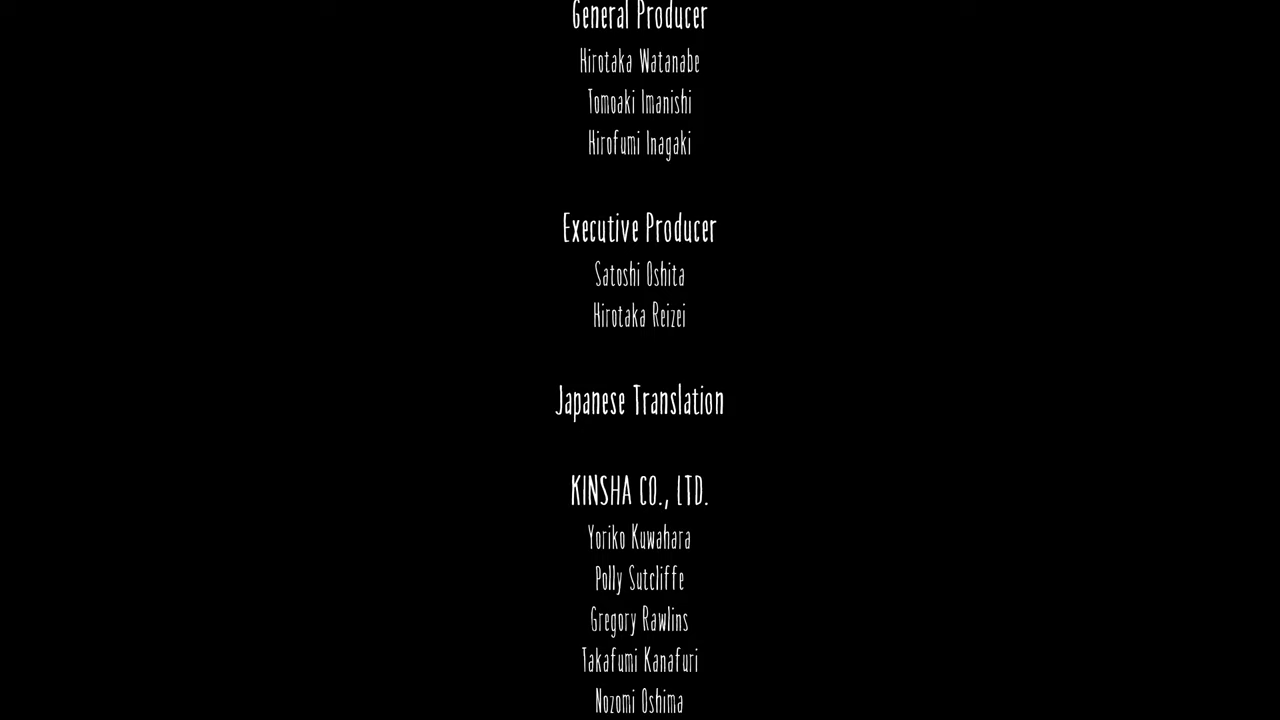 General Producer
Hirotaka Watanabe
Tomoaki Imanishi
Hirofumi Inagaki
Executive Producer
Satoshi Oshita
Hirotaka Reizei
Japanese Translation
KINSHA CO., LTD.
Yoriko Kuwahara
Polly Sutcliffe
Gregory Rawlins
Takafumi Kanafuri
Nozomi Oshima